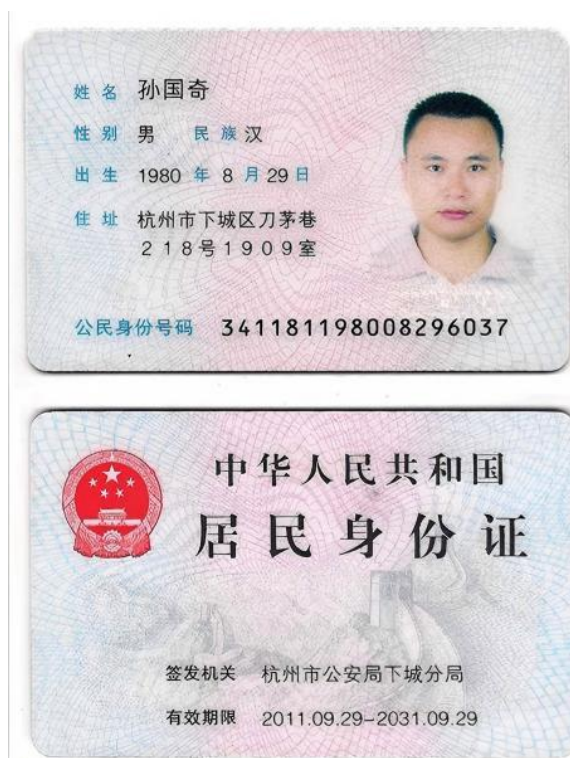 姓名 孙国奇
性别 男 民族 汉
出生 1980 年 8 月 29 日
住址 杭州市下城区刀茅巷
218号1909室
公民身份号码 341181198008296037
中华人民共和国
居民身份证
签发机关 杭州市公安局下城分局
有效期限 2011.09.29-2031.09.29